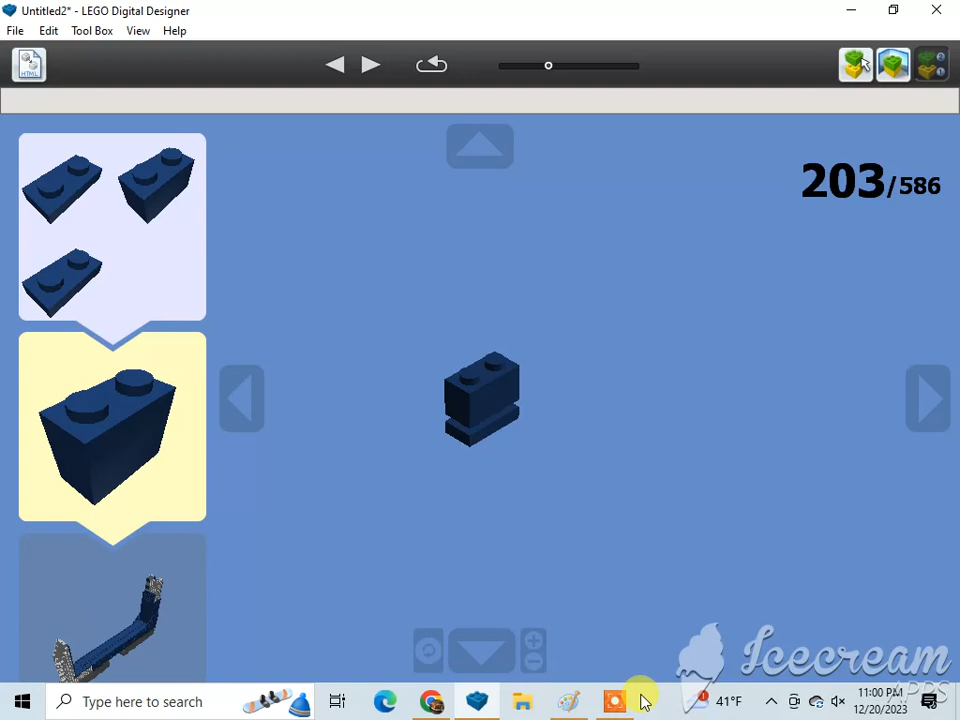 Untitled2* - LEGO Digital Designer
File Edit Tool Box View Help
HTML
203/586
Icecream
APPS
Type here to search
41°F
11:00 PM
12/20/2023